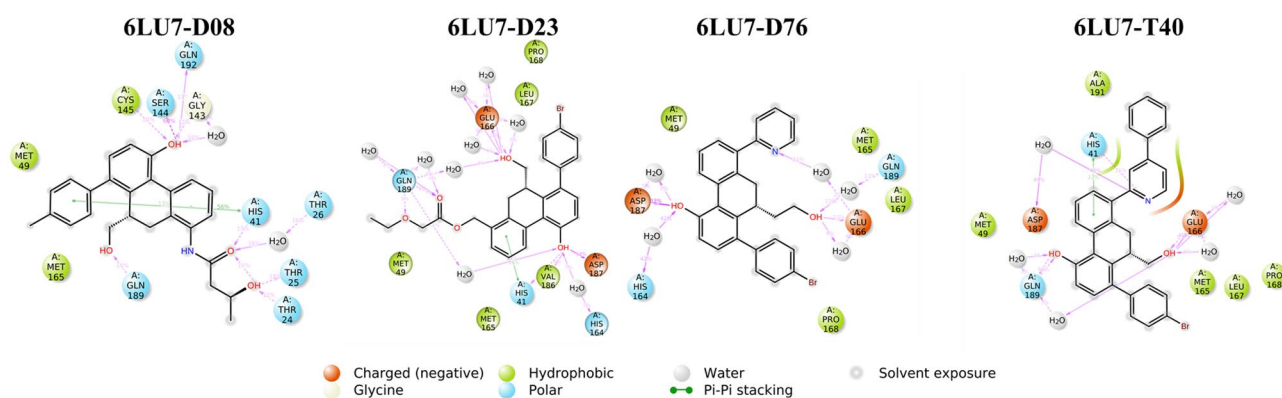 6LU7-D08
6LU7-D23
6LU7-D76
6LU7-T40
A:
GLN
192
A:
CYS
145
A:
SER
144
A:
GLY
143
H₂O
OH
A:
MET
49
A:
HIS
41
A:
THR
26
H₂O
A:
MET
165
HO
NH
O
A:
GLN
189
A:
THR
25
OH
A:
THR
24
A:
PRO
168
H₂O
H₂O
A:
LEU
167
A:
GLU
166
H₂O
H₂O
Br
H₂O
H₂O
HO
A:
GLN
189
H₂O
O
O
O
OH
A:
MET
49
H₂O
A:
VAL
186
A:
ASP
187
A:
HIS
41
H₂O
A:
MET
165
A:
HIS
164
A:
MET
49
N
A:
MET
165
H₂O
A:
GLN
189
H₂O
H₂O
A:
LEU
167
A:
ASP
187
HO
OH
A:
GLU
166
H₂O
A:
HIS
164
Br
A:
PRO
168
A:
ALA
191
H₂O
A:
HIS
41
N
A:
ASP
187
A:
GLU
166
H₂O
A:
MET
49
H₂O
HO
OH
H₂O
A:
GLN
189
A:
MET
165
A:
LEU
167
A:
PRO
168
H₂O
Br
Charged (negative)
Hydrophobic
Water
Solvent exposure
Glycine
Polar
Pi-Pi stacking